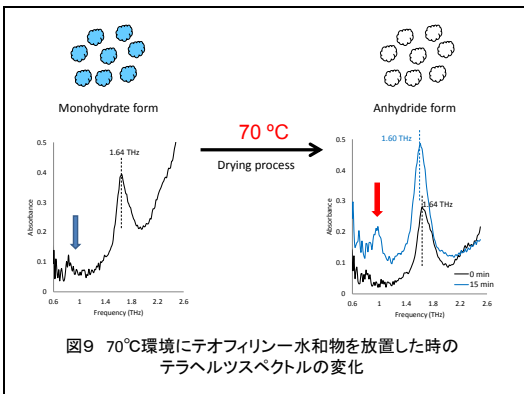 Monohydrate form
Anhydride form
70 ºC
Drying process
0.5
0.4
0.3
0.2
0.1
0
Absorbance
1.64 THz
0.6
1
1.4
1.8
2.2
2.6
Frequency (THz)
0.5
0.4
0.3
0.2
0.1
0
Absorbance
1.60 THz
1.64 THz
0 min
15 min
0.6
1
1.4
1.8
2.2
2.6
Frequency (THz)
図9 70℃環境にテオフィリン一水和物を放置した時の
テラヘルツスペクトルの変化